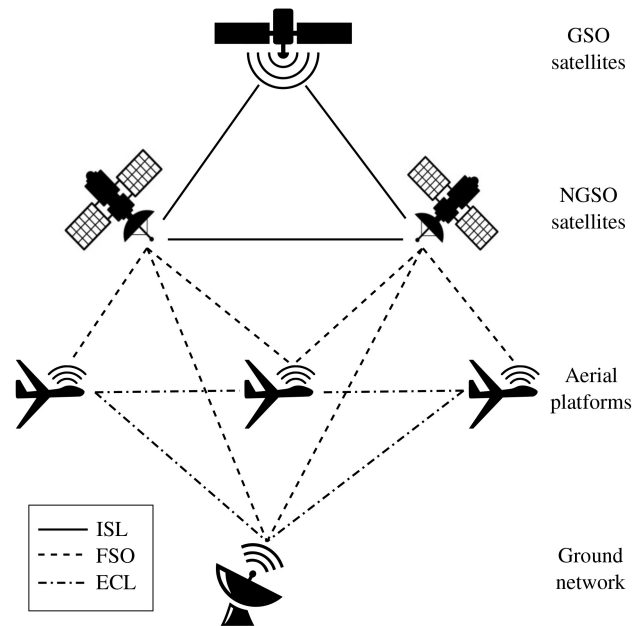 GSO
satellites
NGSO
satellites
Aerial
platforms
ISL
FSO
ECL
Ground
network